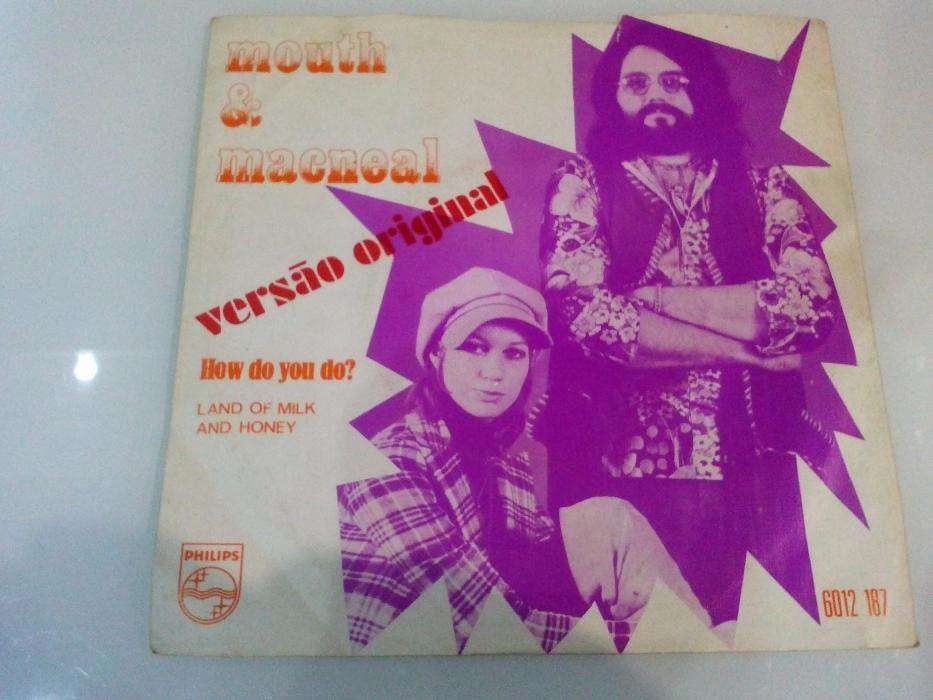 mouth
&
macneal
versão original
How do you do?
LAND OF MILK
AND HONEY
PHILIPS
6012 187